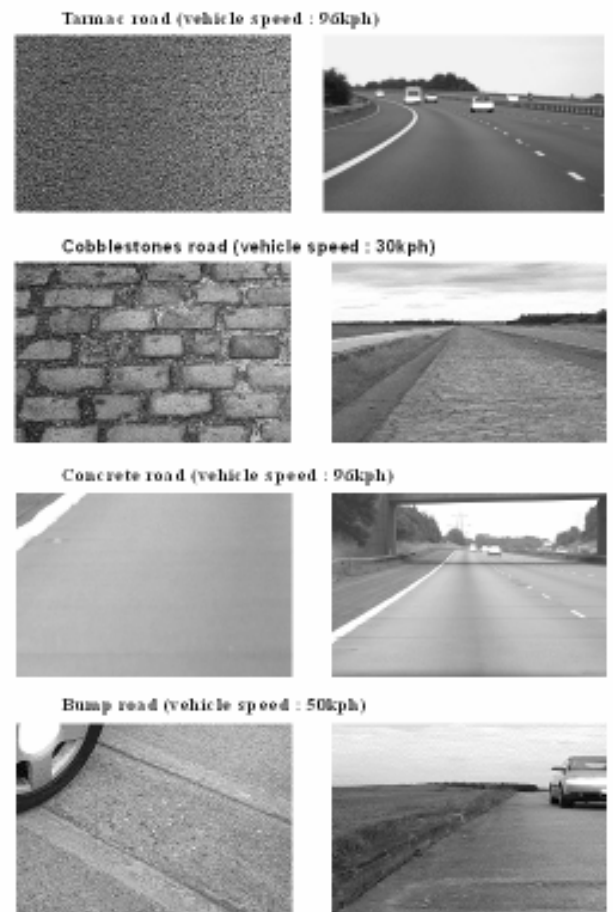 Tarmac road (vehicle speed : 96kph)
Cobblestones road (vehicle speed : 30kph)
Concrete road (vehicle speed : 96kph)
Bump road (vehicle speed : 50kph)